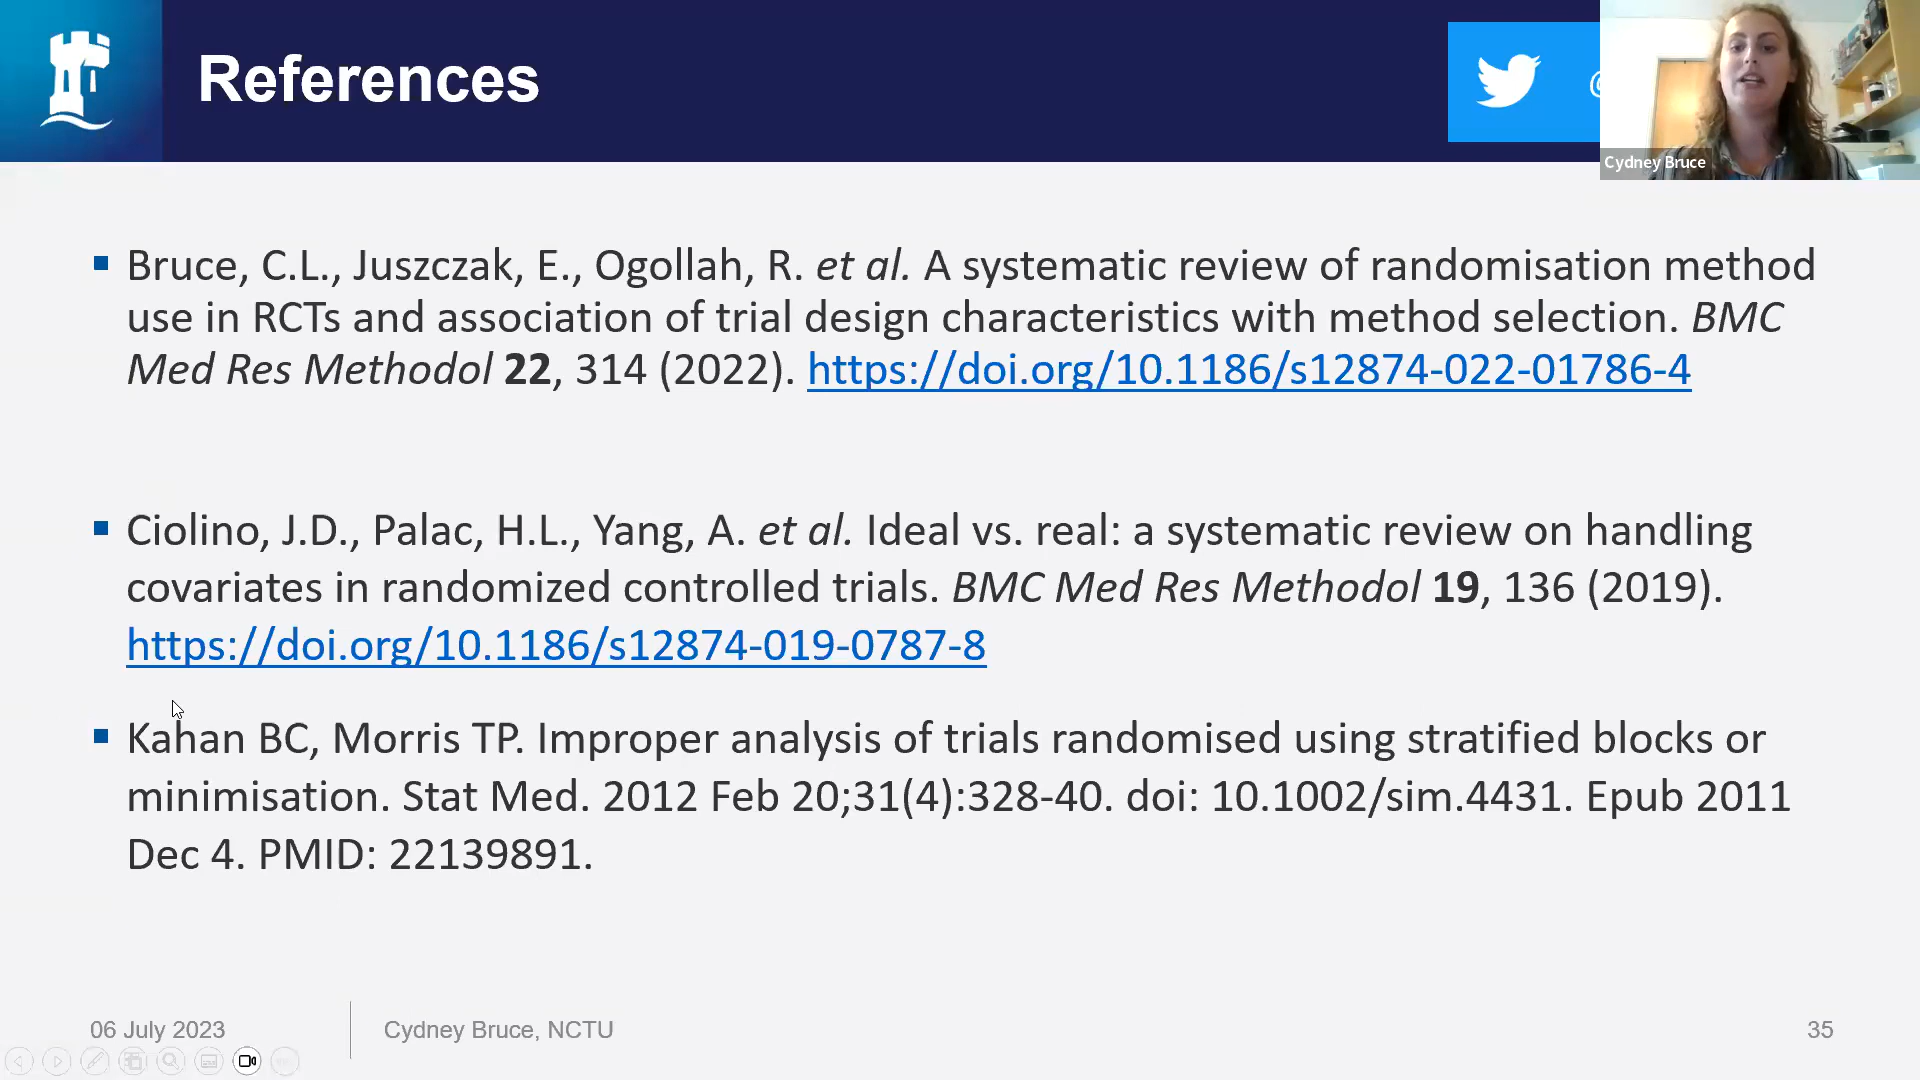 References
@
Cydney Bruce
Bruce, C.L., Juszczak, E., Ogollah, R. et al. A systematic review of randomisation method
use in RCTs and association of trial design characteristics with method selection. BMC
Med Res Methodol 22, 314 (2022). https://doi.org/10.1186/s12874-022-01786-4
Ciolino, J.D., Palac, H.L., Yang, A. et al. Ideal vs. real: a systematic review on handling
covariates in randomized controlled trials. BMC Med Res Methodol 19, 136 (2019).
https://doi.org/10.1186/s12874-019-0787-8
Kahan BC, Morris TP. Improper analysis of trials randomised using stratified blocks or
minimisation. Stat Med. 2012 Feb 20;31(4):328-40. doi: 10.1002/sim.4431. Epub 2011
Dec 4. PMID: 22139891.
06 July 2023
Cydney Bruce, NCTU
35